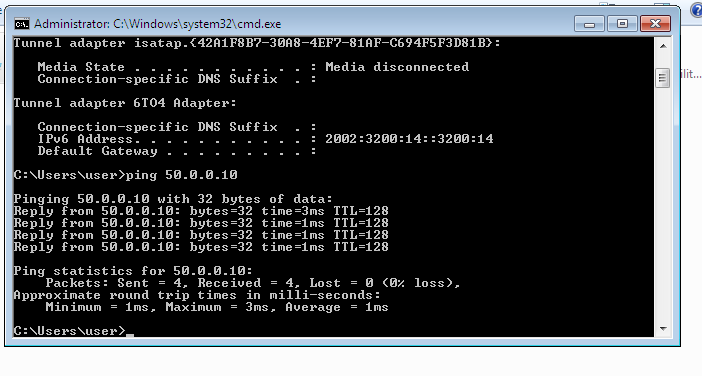 Administrator: C:\Windows\system32\cmd.exe
Tunnel adapter isatap.{42A1F8B7-30A8-4EF7-81AF-C694F5F3D81B}:
Media State . . . . . . . . . . . : Media disconnected
Connection-specific DNS Suffix  . :
Tunnel adapter 6TO4 Adapter:
Connection-specific DNS Suffix  . :
IPv6 Address. . . . . . . . . . . : 2002:3200:14::3200:14
Default Gateway . . . . . . . . . :
C:\Users\user>ping 50.0.0.10
Pinging 50.0.0.10 with 32 bytes of data:
Reply from 50.0.0.10: bytes=32 time=3ms TTL=128
Reply from 50.0.0.10: bytes=32 time=1ms TTL=128
Reply from 50.0.0.10: bytes=32 time=1ms TTL=128
Reply from 50.0.0.10: bytes=32 time=1ms TTL=128
Ping statistics for 50.0.0.10:
Packets: Sent = 4, Received = 4, Lost = 0 (0% loss),
Approximate round trip times in milli-seconds:
Minimum = 1ms, Maximum = 3ms, Average = 1ms
C:\Users\user>_